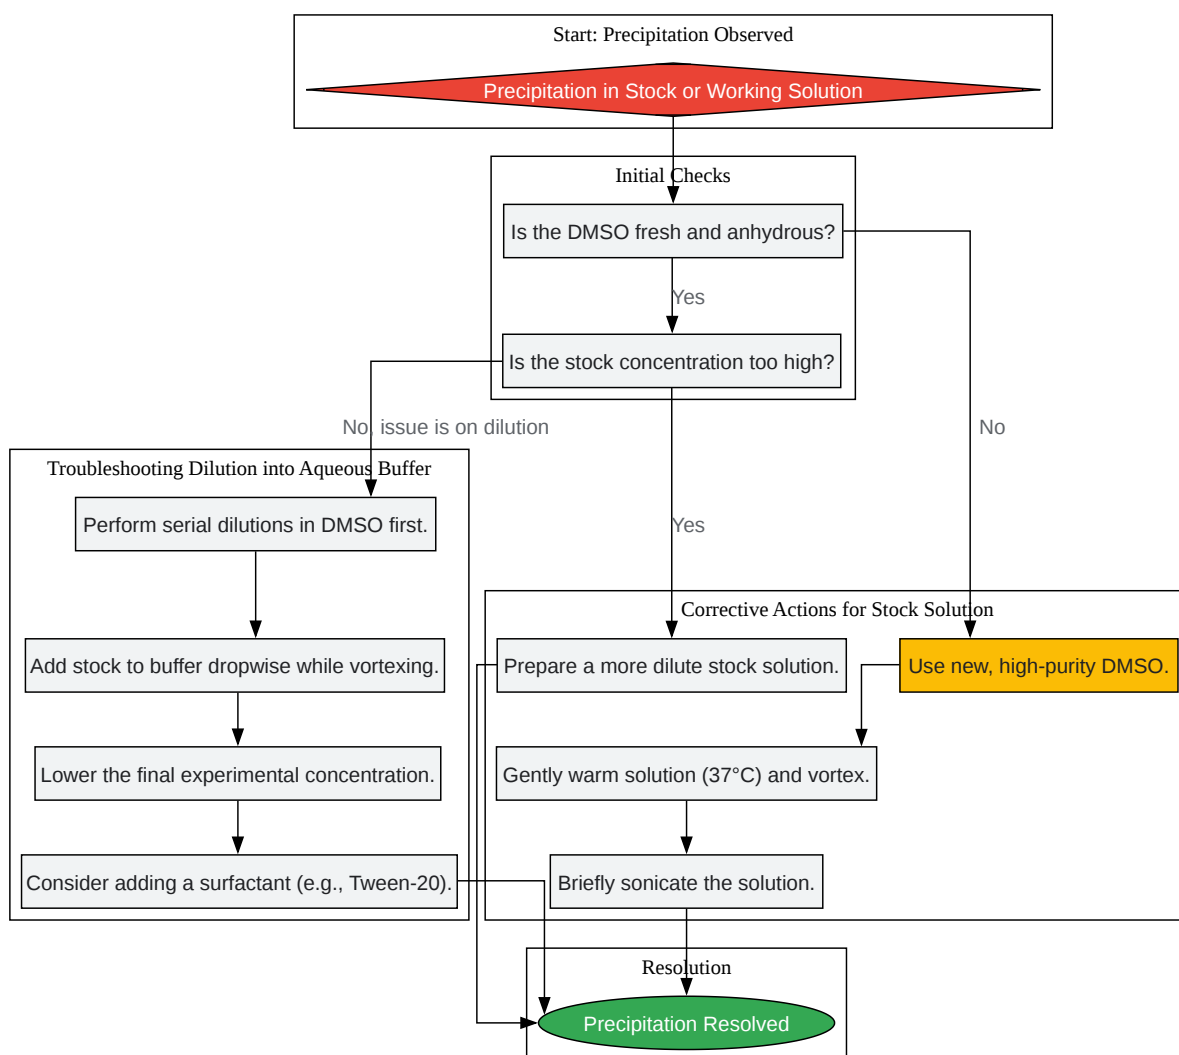 Start: Precipitation Observed
Precipitation in Stock or Working Solution
Initial Checks
Is the DMSO fresh and anhydrous?
Yes
Is the stock concentration too high?
No, issue is on dilution
No
Troubleshooting Dilution into Aqueous Buffer
Perform serial dilutions in DMSO first.
Yes
Corrective Actions for Stock Solution
Add stock to buffer dropwise while vortexing.
Prepare a more dilute stock solution.
Use new, high-purity DMSO.
Lower the final experimental concentration.
Gently warm solution (37°C) and vortex.
Consider adding a surfactant (e.g., Tween-20).
Briefly sonicate the solution.
Resolution
Precipitation Resolved